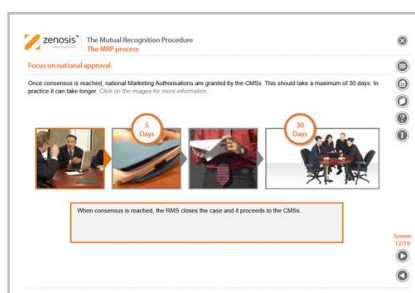 zenosis®
The Mutual Recognition Procedure
The MRP process
Focus on national approval
Once consensus is reached, national Marketing Authorisations are granted by the CMSs. This should take a maximum of 30 days. In
practice it can take longer. Click on the images for more information
5
Days
30
Days
When consensus is reached, the RMS closes the case and it proceeds to the CMSs.
Screen
12/19